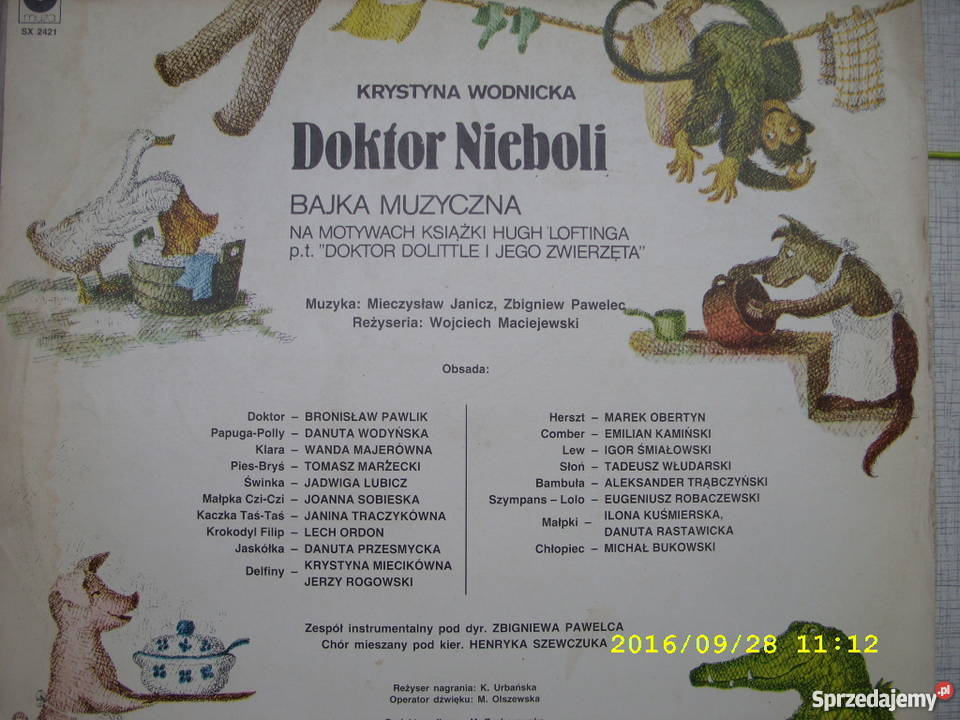 muza
SX 2421
KRYSTYNA WODNICKA
Doktor Nieboli
BAJKA MUZYCZNA
NA MOTYWACH KSIĄŻKI HUGH LOFTINGA
p.t. "DOKTOR DOLITTLE I JEGO ZWIERZĘTA"
Muzyka: Mieczysław Janicz, Zbigniew Pawelec
Reżyseria: Wojciech Maciejewski
Obsada:
Doktor – BRONISŁAW PAWLIK
Papuga-Polly – DANUTA WODYŃSKA
Klara – WANDA MAJERÓWNA
Pies-Bryś – TOMASZ MARZECKI
Świnka – JADWIGA LUBICZ
Małpka Czi-Czi – JOANNA SOBIESKA
Kaczka Taś-Taś – JANINA TRACZYKÓWNA
Krokodyl Filip – LECH ORDON
Jaskółka – DANUTA PRZESMYCKA
Delfiny – KRYSTYNA MIECIKÓWNA
JERZY ROGOWSKI
Herszt – MAREK OBERTYN
Comber – EMILIAN KAMIŃSKI
Lew – IGOR ŚMIAŁOWSKI
Słoń – TADEUSZ WŁUDARSKI
Bambuła – ALEKSANDER TRĄBCZYŃSKI
Szympans – Lolo – EUGENIUSZ ROBACZEWSKI
Małpki – ILONA KUŚMIERSKA,
DANUTA RASTAWICKA
Chłopiec – MICHAŁ BUKOWSKI
Zespół instrumentalny pod dyr. ZBIGNIEWA PAWELCA
Chór mieszany pod kier. HENRYKA SZEWCZUKA
2016/09/28 11:12
Reżyser nagrania: K. Urbańska
Operator dźwięku: M. Olszewska
Sprzedajemy.pl